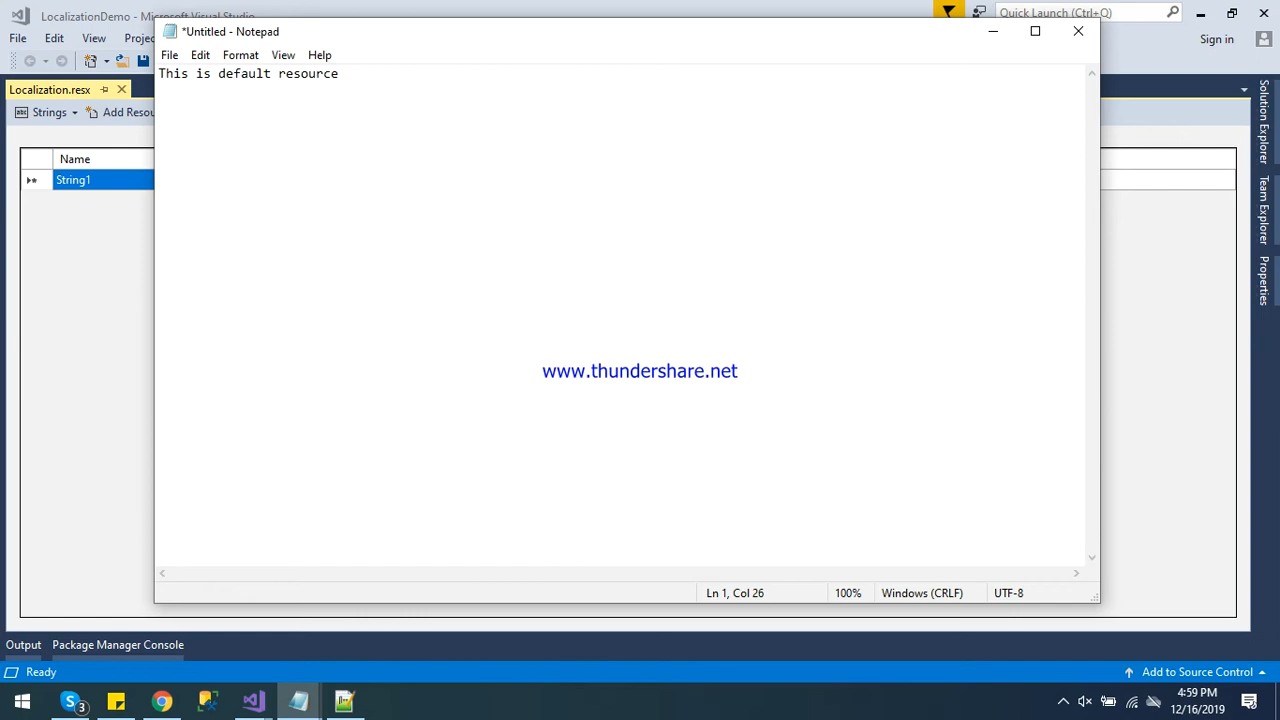 LocalizationDemo - Microsoft Visual Studio
Quick Launch (Ctrl+Q)
File Edit View Project
Sign in
Localization.resx
Strings Add Resou
Name
String1
*Untitled - Notepad
File Edit Format View Help
This is default resource
www.thundershare.net
Ln 1, Col 26 100% Windows (CRLF) UTF-8
Solution Explorer
Team Explorer
Properties
Output Package Manager Console
Ready
Add to Source Control
3
4:59 PM
12/16/2019